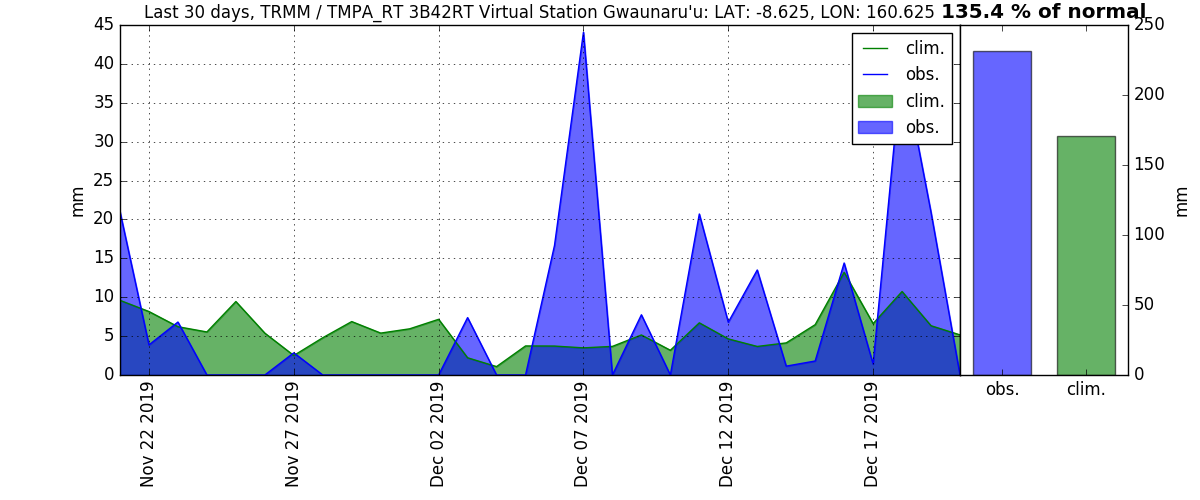 Last 30 days, TRMM / TMPA_RT 3B42RT Virtual Station Gwaunaru'u: LAT: -8.625, LON: 160.625 135.4 % of normal
45
40
35
30
25
20
15
10
5
0
mm
clim.
obs.
clim.
obs.
Nov 22 2019
Nov 27 2019
Dec 02 2019
Dec 07 2019
Dec 12 2019
Dec 17 2019
250
200
150
100
50
0
mm
obs.
clim.